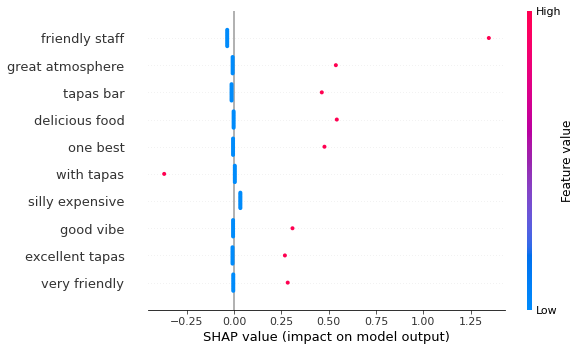 High
friendly staff
great atmosphere
tapas bar
delicious food
one best
with tapas
silly expensive
good vibe
excellent tapas
very friendly
Feature value
Low
−0.25 0.00 0.25 0.50 0.75 1.00 1.25
SHAP value (impact on model output)